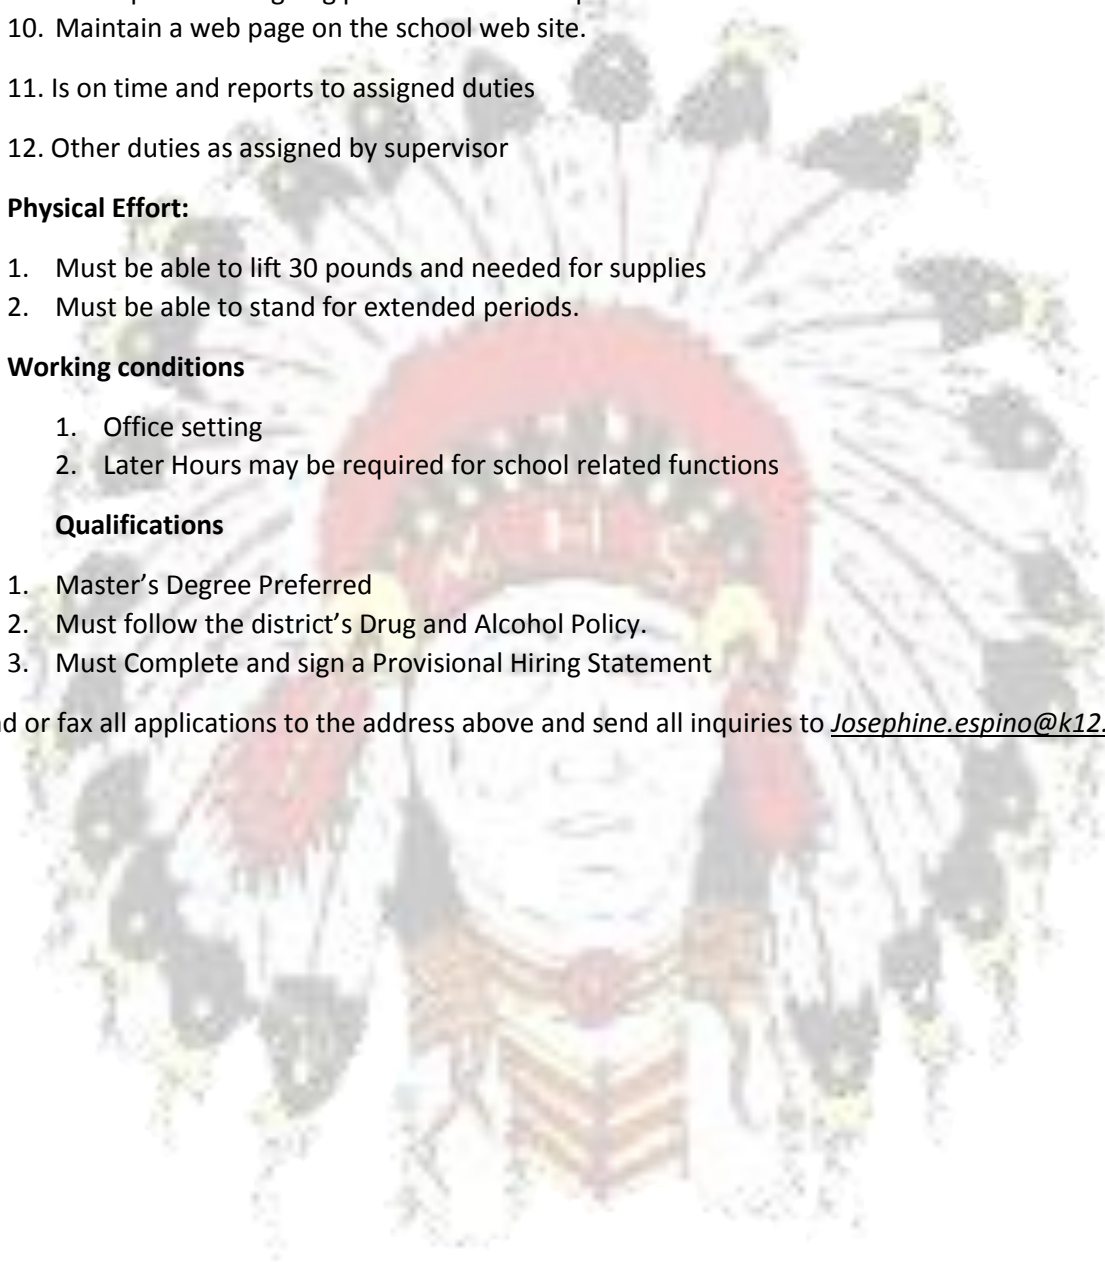 10. Maintain a web page on the school web site.
11. Is on time and reports to assigned duties
12. Other duties as assigned by supervisor
Physical Effort:
1. Must be able to lift 30 pounds and needed for supplies
2. Must be able to stand for extended periods.
Working conditions
1. Office setting
2. Later Hours may be required for school related functions
Qualifications
1. Master’s Degree Preferred
2. Must follow the district’s Drug and Alcohol Policy.
3. Must Complete and sign a Provisional Hiring Statement
or fax all applications to the address above and send all inquiries to Josephine.espino@k12.